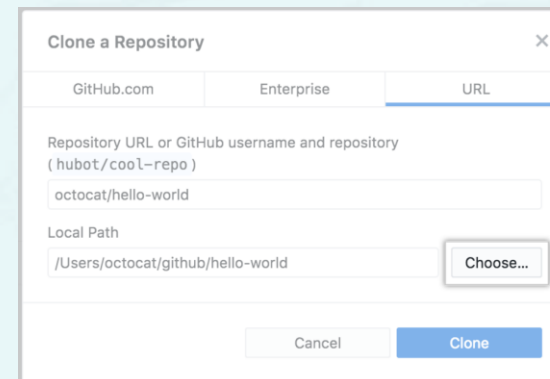 Clone a Repository
GitHub.com Enterprise URL
Repository URL or GitHub username and repository
(hubot/cool-repo)
octocat/hello-world
Local Path
/Users/octocat/github/hello-world Choose...
Cancel Clone